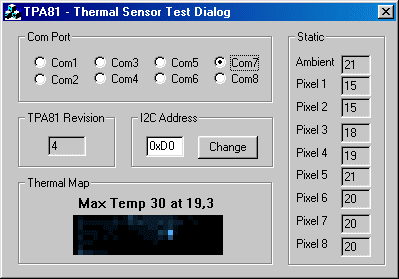 TPA81 - Thermal Sensor Test Dialog
Com Port
Com1 Com3 Com5 Com7
Com2 Com4 Com6 Com8
TPA81 Revision
4
I2C Address
0xD0 Change
Thermal Map
Max Temp 30 at 19,3
Static
Ambient 21
Pixel 1 15
Pixel 2 15
Pixel 3 18
Pixel 4 19
Pixel 5 21
Pixel 6 20
Pixel 7 20
Pixel 8 20